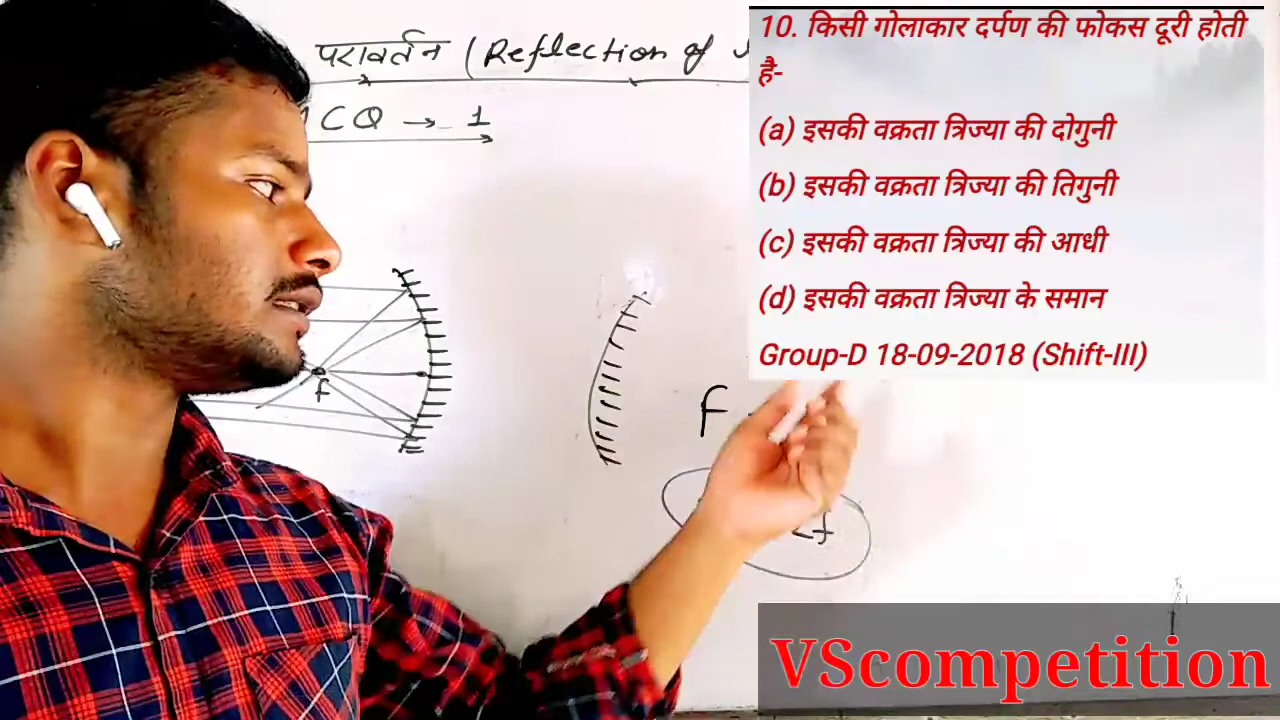 परावर्तन (Reflection of
CQ → 1
10. किसी गोलाकार दर्पण की फोकस दूरी होती
है-
(a) इसकी वक्रता त्रिज्या की दोगुनी
(b) इसकी वक्रता त्रिज्या की तिगुनी
(c) इसकी वक्रता त्रिज्या की आधी
(d) इसकी वक्रता त्रिज्या के समान
Group-D 18-09-2018 (Shift-III)
f
f
2f
VScompetition